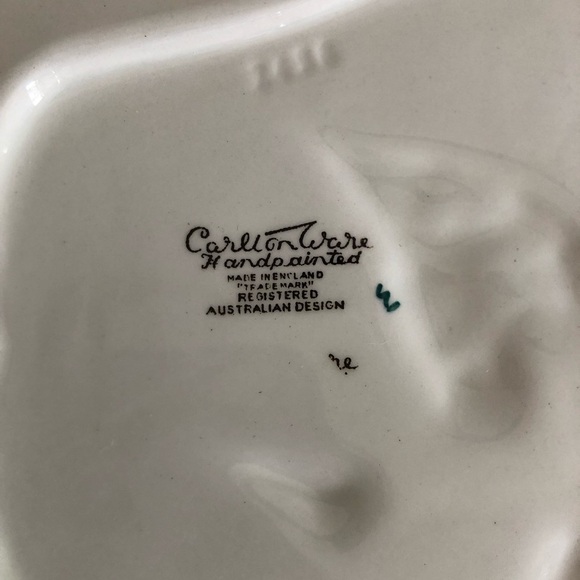 Carlton Ware
Handpainted
MADE IN ENGLAND
"TRADE MARK"
REGISTERED
AUSTRALIAN DESIGN